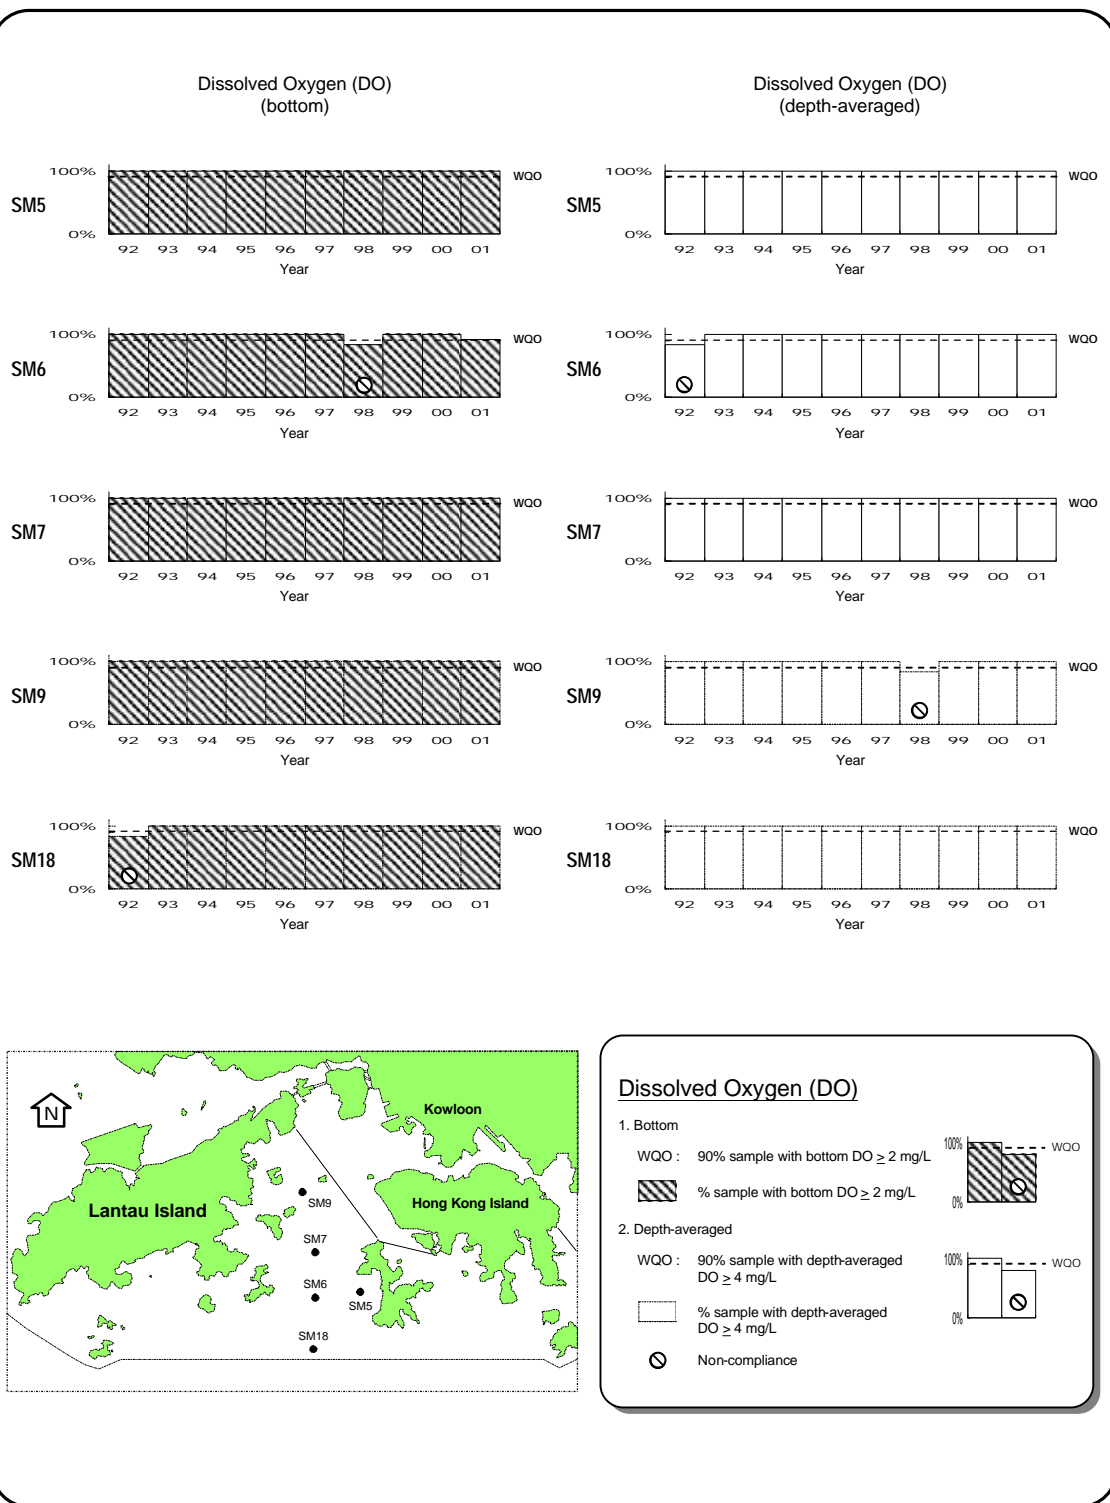 Dissolved Oxygen (DO)
(bottom)
Dissolved Oxygen (DO)
(depth-averaged)
100%
WQO
SM5
0%
92 93 94 95 96 97 98 99 00 01
Year
100%
WQO
SM5
0%
92 93 94 95 96 97 98 99 00 01
Year
100%
WQO
SM6
0%
92 93 94 95 96 97 98 99 00 01
Year
100%
WQO
SM6
0%
92 93 94 95 96 97 98 99 00 01
Year
100%
WQO
SM7
0%
92 93 94 95 96 97 98 99 00 01
Year
100%
WQO
SM7
0%
92 93 94 95 96 97 98 99 00 01
Year
100%
WQO
SM9
0%
92 93 94 95 96 97 98 99 00 01
Year
100%
WQO
SM9
0%
92 93 94 95 96 97 98 99 00 01
Year
100%
WQO
SM18
0%
92 93 94 95 96 97 98 99 00 01
Year
100%
WQO
SM18
0%
92 93 94 95 96 97 98 99 00 01
Year
N
Kowloon
Lantau Island
Hong Kong Island
SM9
SM7
SM6
SM5
SM18
Dissolved Oxygen (DO)
1. Bottom
WQO : 90% sample with bottom DO ≥ 2 mg/L
% sample with bottom DO ≥ 2 mg/L
100%
WQO
0%
2. Depth-averaged
WQO : 90% sample with depth-averaged
DO ≥ 4 mg/L
% sample with depth-averaged
DO ≥ 4 mg/L
100%
WQO
0%
Non-compliance